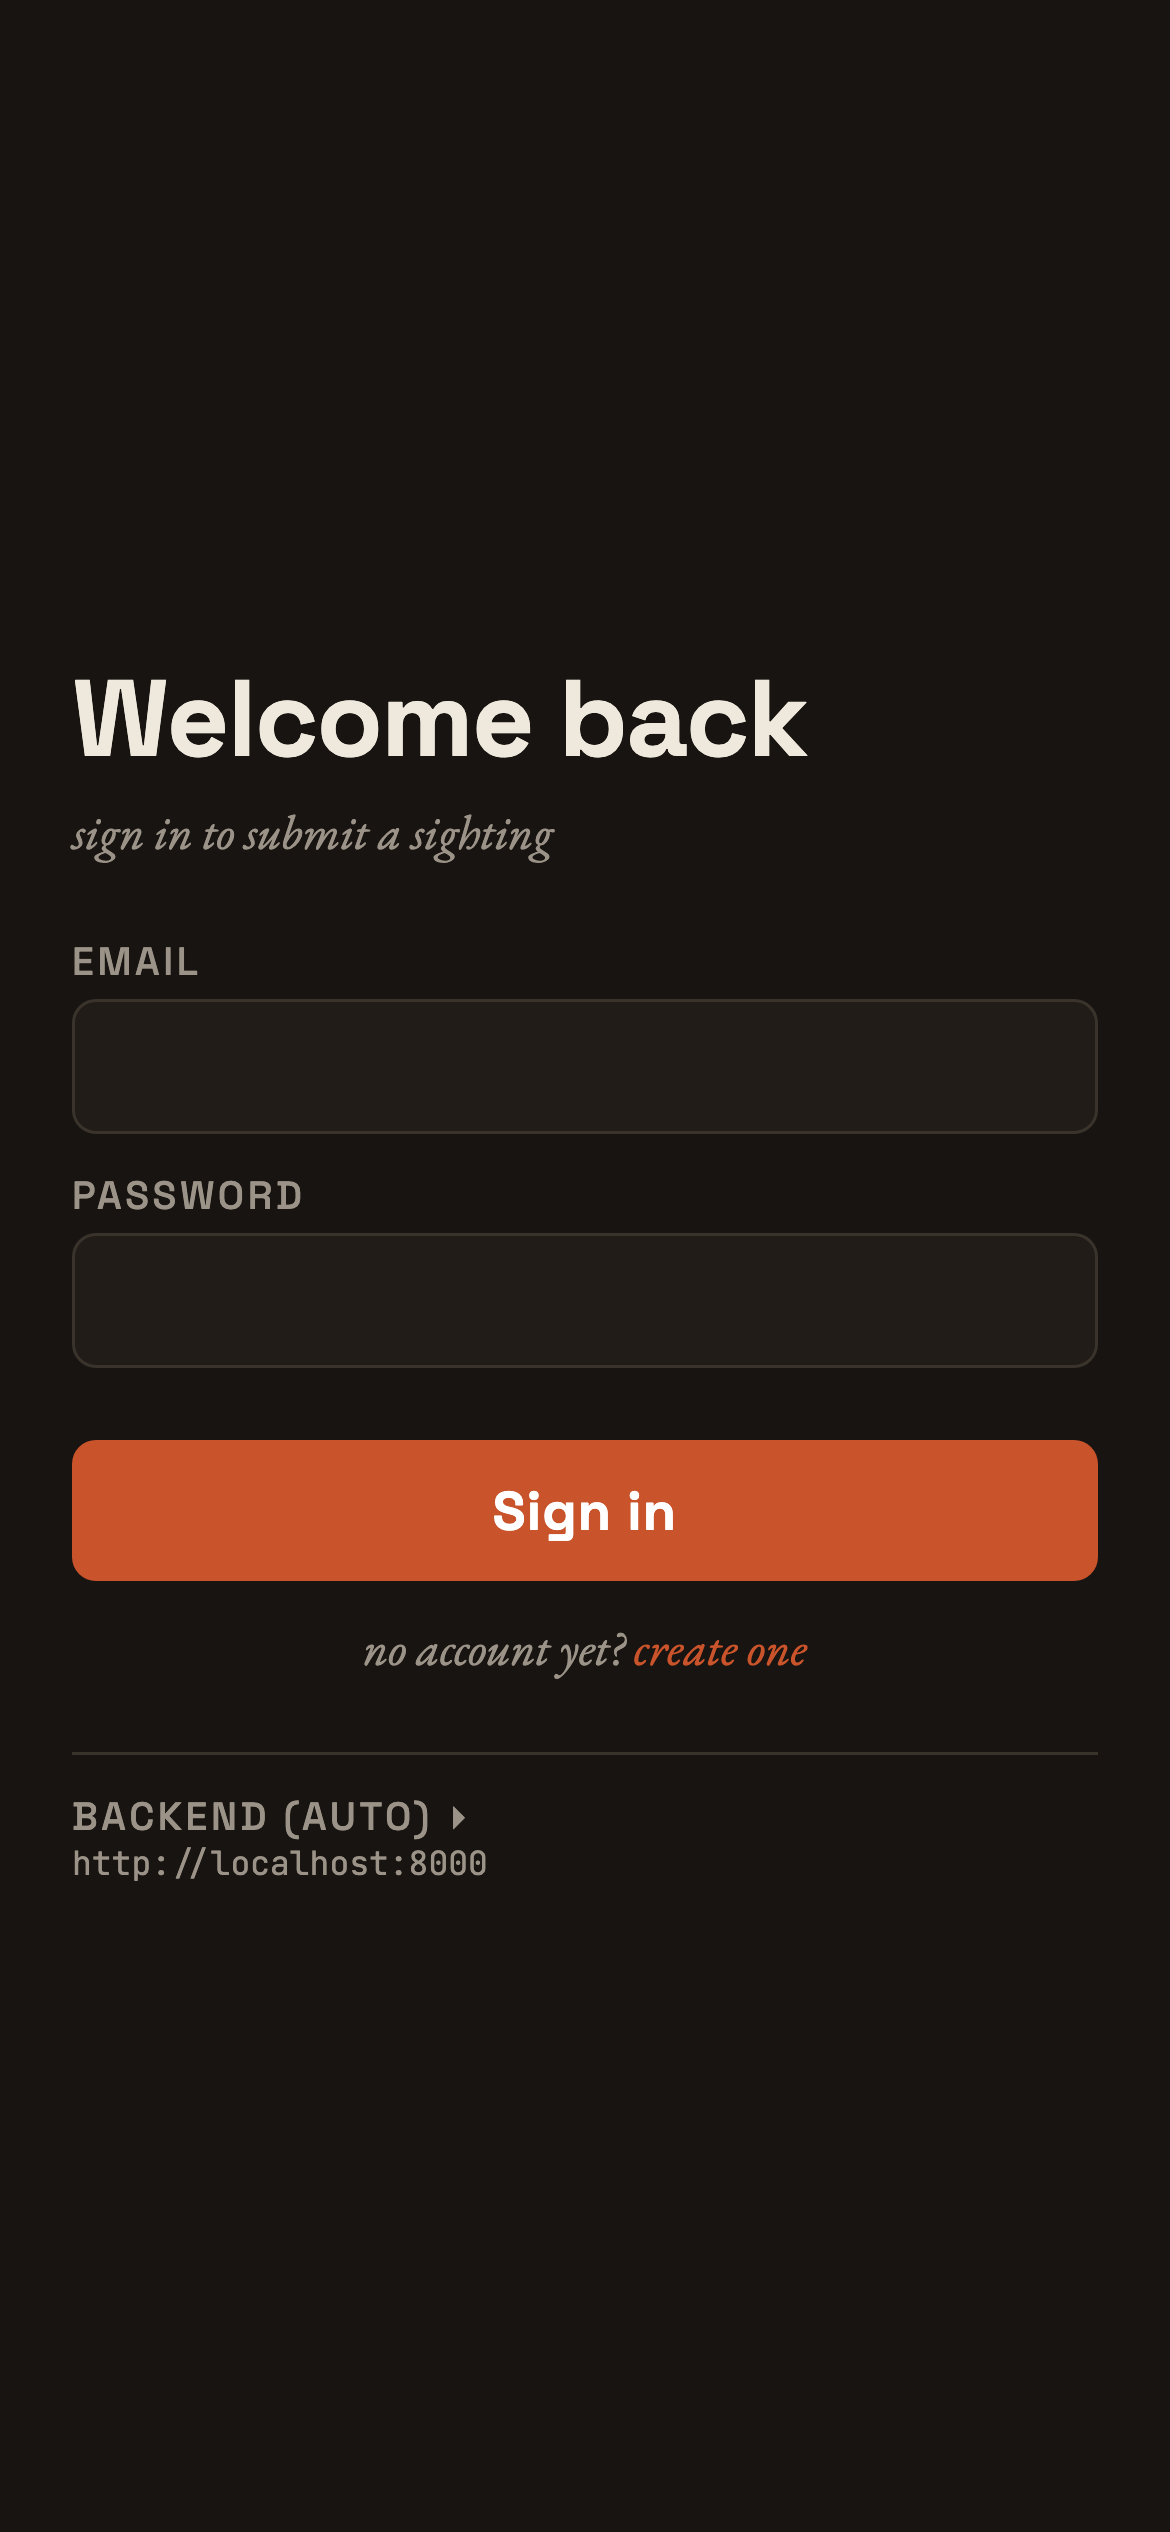 Welcome back
sign in to submit a sighting
EMAIL
PASSWORD
Sign in
no account yet? create one
BACKEND (AUTO) ▸
http://localhost:8000